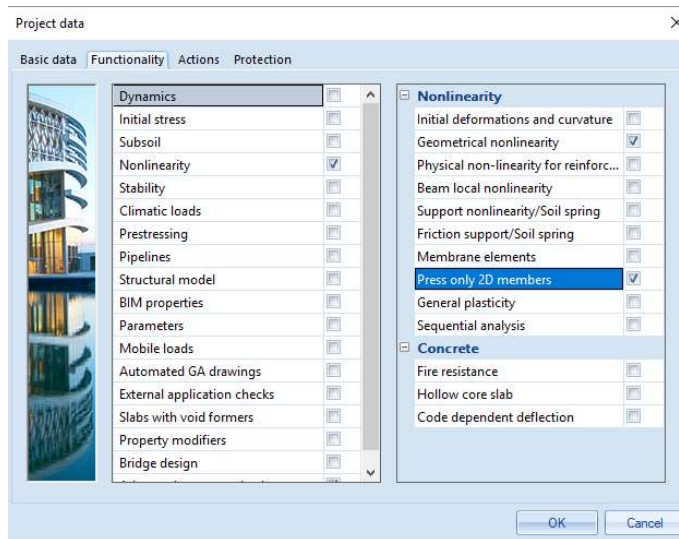 Project data
Basic data Functionality Actions Protection
Dynamics
Initial stress
Subsoil
Nonlinearity
Stability
Climatic loads
Prestressing
Pipelines
Structural model
BIM properties
Parameters
Mobile loads
Automated GA drawings
External application checks
Slabs with void formers
Property modifiers
Bridge design
Nonlinearity
Initial deformations and curvature
Geometrical nonlinearity
Physical non-linearity for reinforc...
Beam local nonlinearity
Support nonlinearity/Soil spring
Friction support/Soil spring
Membrane elements
Press only 2D members
General plasticity
Sequential analysis
Concrete
Fire resistance
Hollow core slab
Code dependent deflection
OK Cancel